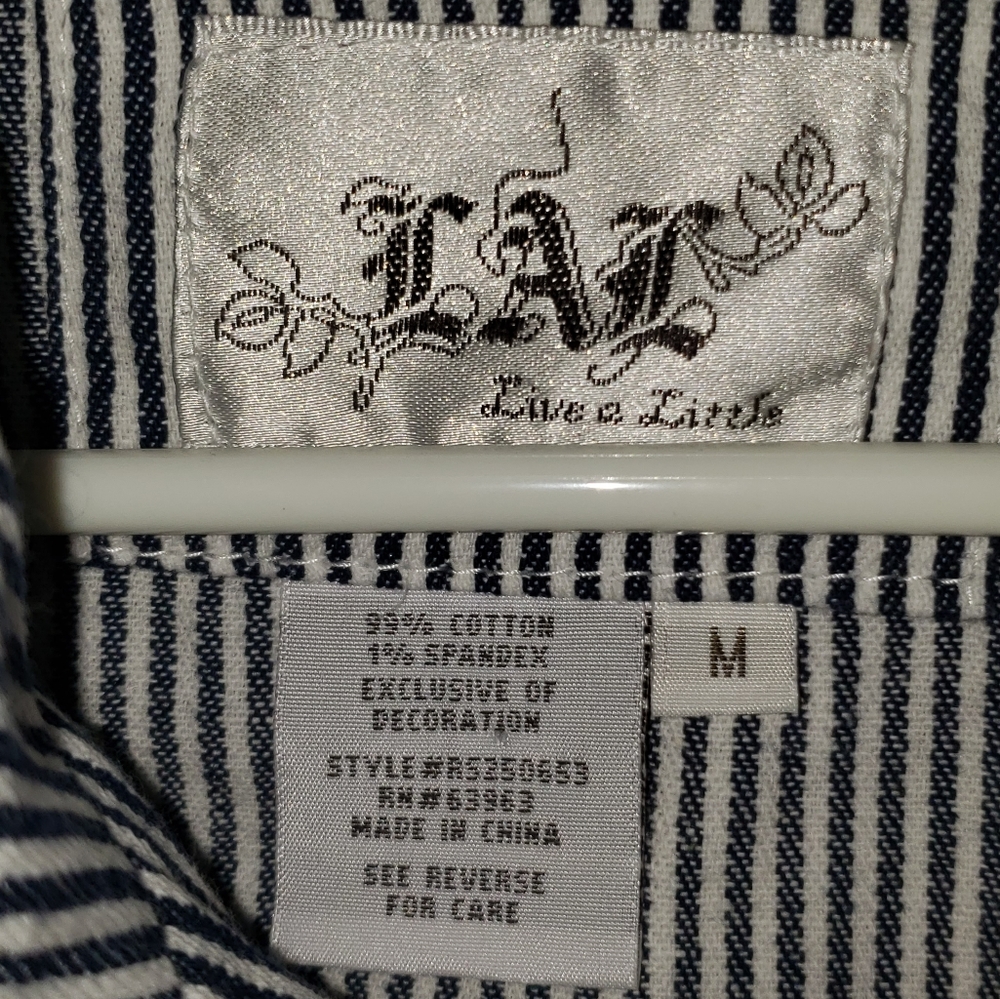 LAL
Live a Little
99% COTTON
1% SPANDEX
EXCLUSIVE OF
DECORATION
STYLE#RS250653
RN#63963
MADE IN CHINA
SEE REVERSE
FOR CARE
M